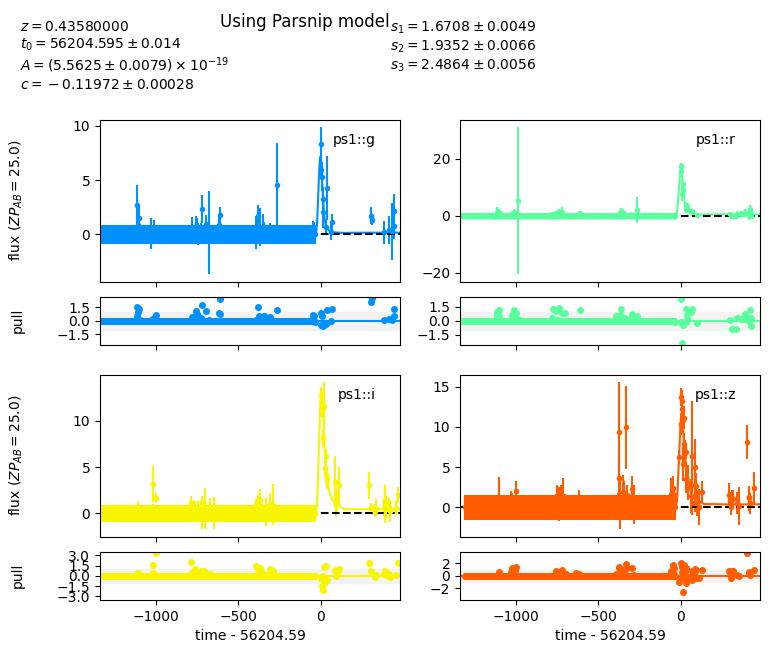 Using Parsnip model
z = 0.43580000
t₀ = 56204.595 ± 0.014
A = (5.5625 ± 0.0079) × 10⁻¹⁹
c = −0.11972 ± 0.00028
s₁ = 1.6708 ± 0.0049
s₂ = 1.9352 ± 0.0066
s₃ = 2.4864 ± 0.0056
flux (ZP_AB = 25.0)
10
5
0
ps1::g
20
0
−20
ps1::r
pull
1.5
0.0
−1.5
1.5
0.0
−1.5
flux (ZP_AB = 25.0)
10
5
0
ps1::i
15
10
5
0
ps1::z
pull
3.0
1.5
0.0
−1.5
−3.0
2
0
−2
−1000 −500 0
−1000 −500 0
time - 56204.59
time - 56204.59